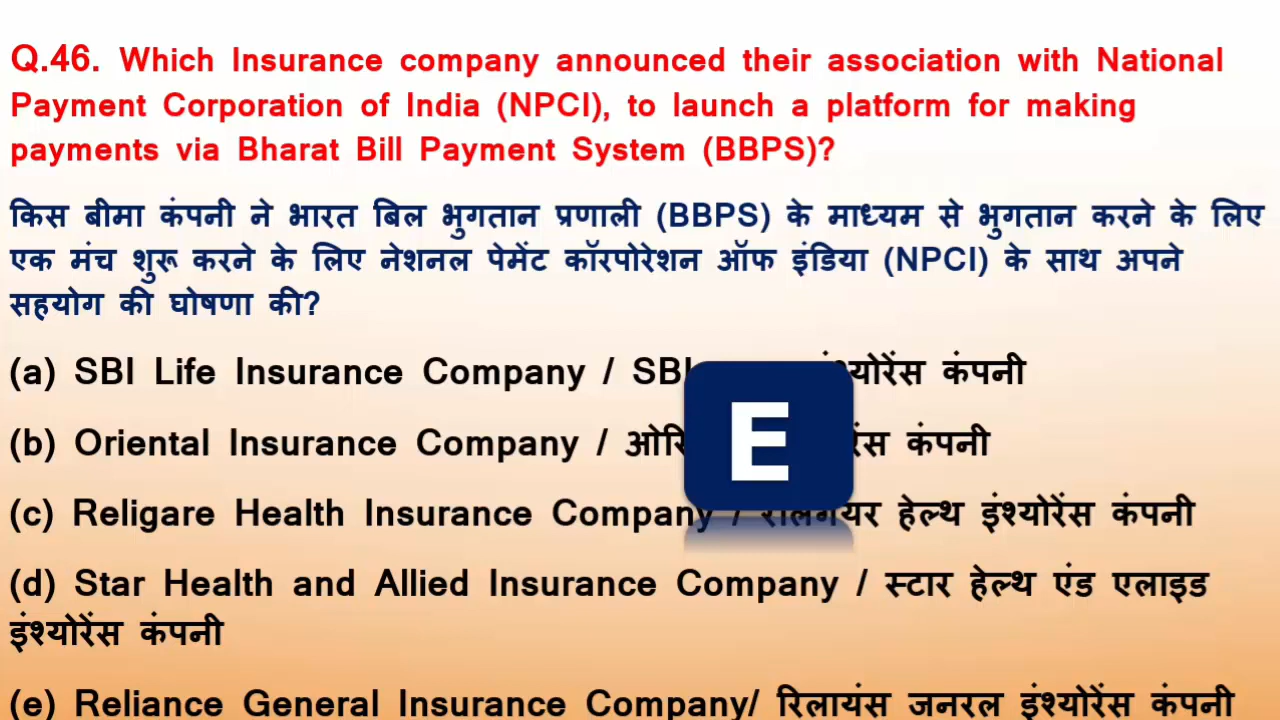 Q.46. Which Insurance company announced their association with National
Payment Corporation of India (NPCI), to launch a platform for making
payments via Bharat Bill Payment System (BBPS)?
किस बीमा कंपनी ने भारत बिल भुगतान प्रणाली (BBPS) के माध्यम से भुगतान करने के लिए
एक मंच शुरू करने के लिए नेशनल पेमेंट कॉरपोरेशन ऑफ इंडिया (NPCI) के साथ अपने
सहयोग की घोषणा की?
(a) SBI Life Insurance Company / SBI कंपनी
(b) Oriental Insurance Company / कंपनी
E
(c) Religare Health Insurance Company / हेल्थ इंश्योरेंस कंपनी
(d) Star Health and Allied Insurance Company / स्टार हेल्थ एंड एलाइड
इंश्योरेंस कंपनी
(e) Reliance General Insurance Company/ रिलायंस जनरल इंश्योरेंस कंपनी